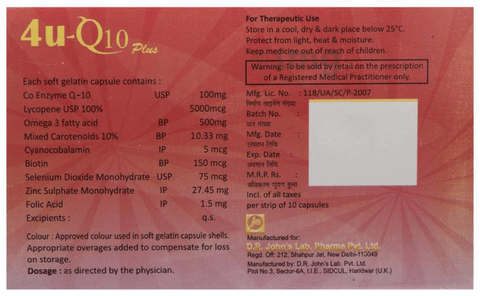 4u-Q10 Plus
Each soft gelatin capsule contains :
Co Enzyme Q-10 USP 100mg
Lycopene USP 100% 5000mcg
Omega 3 fatty acid BP 500mg
Mixed Carotenoids 10% BP 10.33 mg
Cyanocobalamin IP 5 mcg
Biotin BP 150 mcg
Selenium Dioxide Monohydrate USP 75 mcg
Zinc Sulphate Monohydrate IP 27.45 mg
Folic Acid IP 1.5 mg
Excipients : q.s.
Colour : Approved colour used in soft gelatin capsule shells.
Appropriate overages added to compensate for loss
on storage.
Dosage : as directed by the physician.
For Therapeutic Use
Store in a cool, dry & dark place below 25°C.
Protect from light, heat & moisture.
Keep medicine out of reach of children.
Warning: To be sold by retail on the prescription
of a Registered Medical Practitioner only.
Mfg. Lic. No. : 118/UA/SC/P-2007
निर्माण लाइसेंस संख्या
Batch No. :
घान संख्या
Mfg. Date :
उत्पादन तिथि
Exp. Date :
अवसान तिथि
M.R.P. Rs. :
अधिकतम खुदरा मूल्य
Incl. of all taxes
per strip of 10 capsules
Manufactured for:
D.R. John's Lab. Pharma Pvt. Ltd.
Regd. Off: 212, Shahpur Jat, New Delhi-110049
Manufactured by: D.R. John's Lab. Pvt. Ltd.
Plot No.3, Sector-6A, I.I.E., SIDCUL, Haridwar (U.K.)